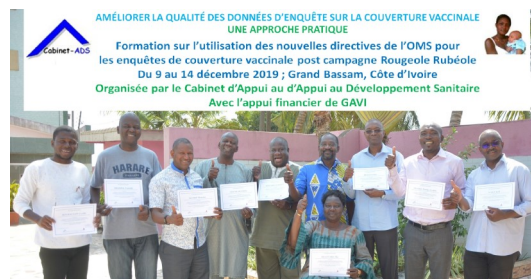 AMÉLIORER LA QUALITÉ DES DONNÉES D'ENQUÊTE SUR LA COUVERTURE VACCINALE
UNE APPROCHE PRATIQUE
Formation sur l'utilisation des nouvelles directives de l'OMS pour
les enquêtes de couverture vaccinale post campagne Rougeole Rubéole
Du 9 au 14 décembre 2019 ; Grand Bassam, Côte d'Ivoire
Organisée par le Cabinet d'Appui au d'Appui au Développement Sanitaire
Avec l'appui financier de GAVI
Cabinet-ADS
HARARE